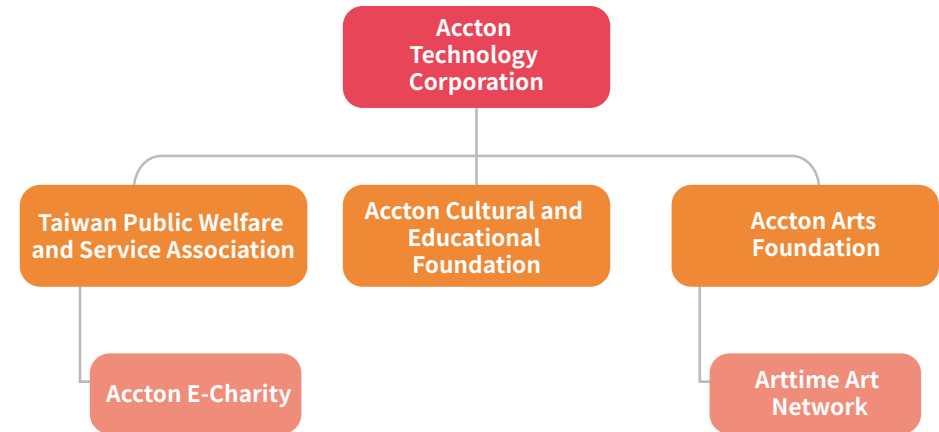 Accton
Technology
Corporation
Taiwan Public Welfare
and Service Association
Accton Cultural and
Educational
Foundation
Accton Arts
Foundation
Accton E-Charity
Arttime Art
Network